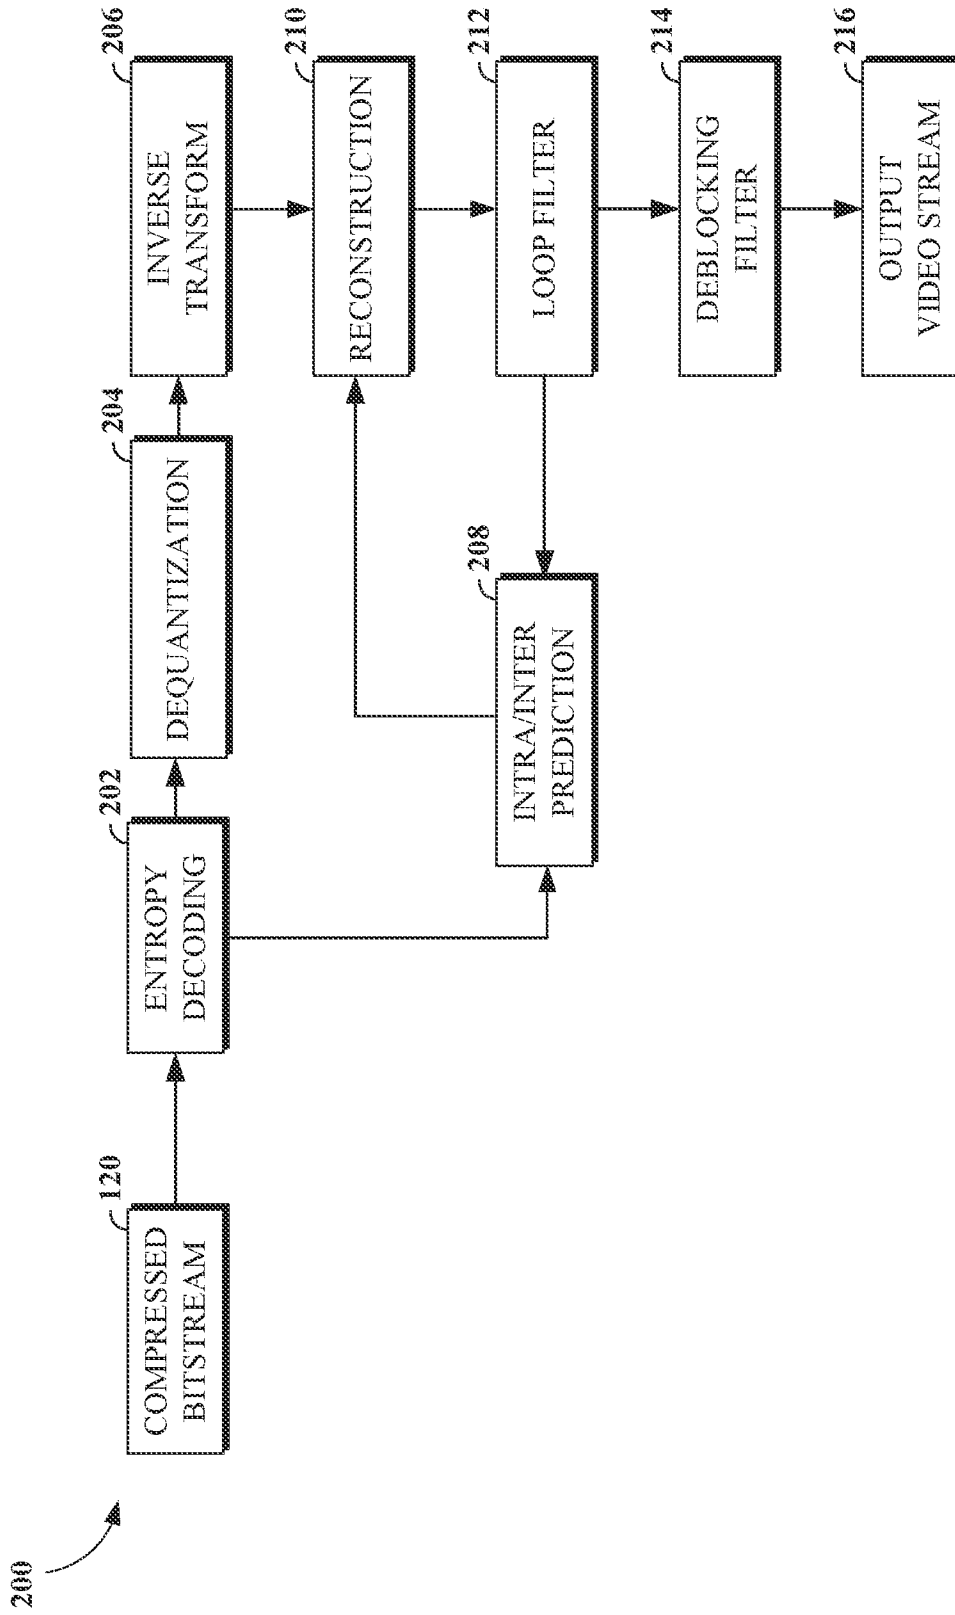 200
120
COMPRESSED
BITSTREAM
202
ENTROPY
DECODING
204
DEQUANTIZATION
206
INVERSE
TRANSFORM
208
INTRA/INTER
PREDICTION
210
RECONSTRUCTION
212
LOOP FILTER
214
DEBLOCKING
FILTER
216
OUTPUT
VIDEO STREAM